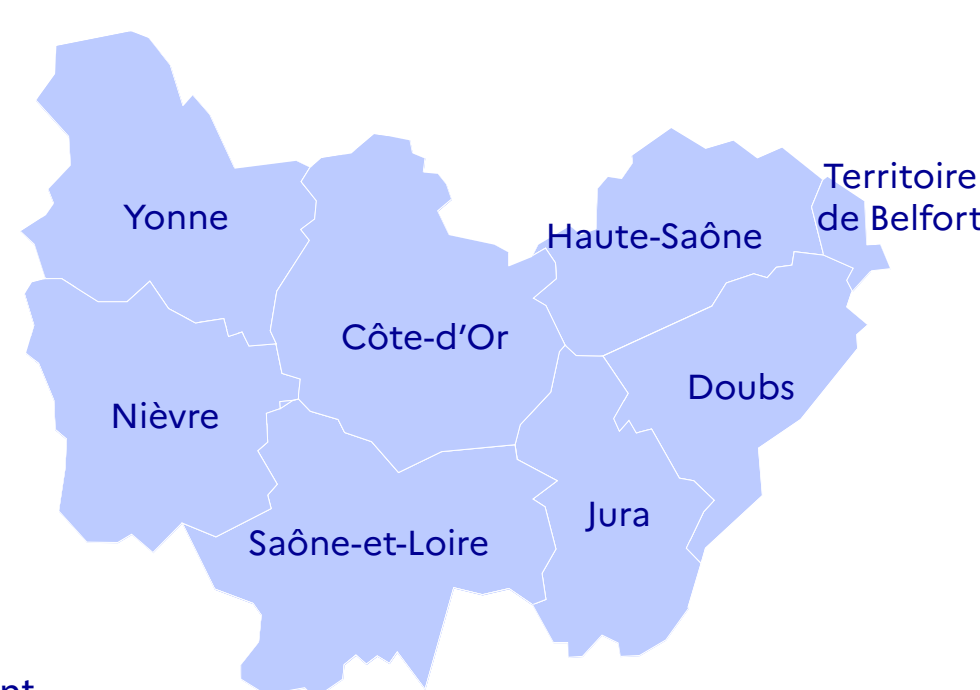 Territoire
de Belfort
Yonne
Haute-Saône
Côte-d’Or
Doubs
Nièvre
Jura
Saône-et-Loire